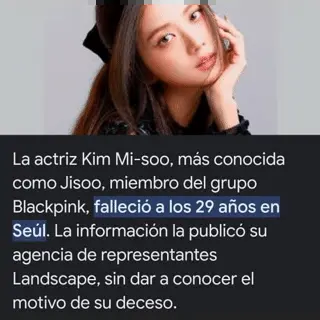 La actriz Kim Mi-soo, más conocida
como Jisoo, miembro del grupo
Blackpink, falleció a los 29 años en
Seúl. La información la publicó su
agencia de representantes
Landscape, sin dar a conocer el
motivo de su deceso.